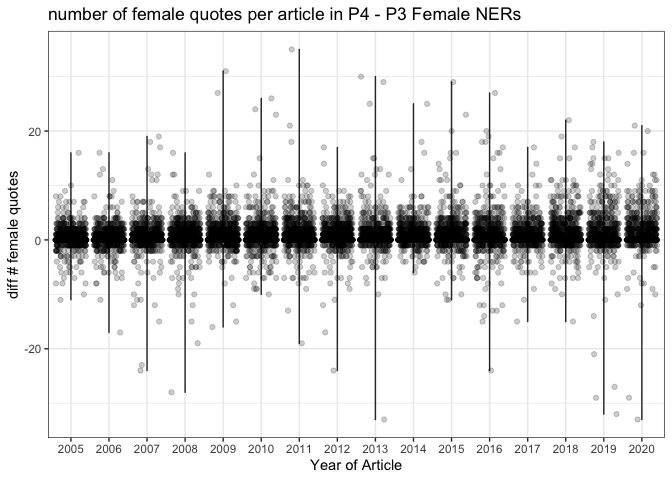 number of female quotes per article in P4 - P3 Female NERs
diff # female quotes
20
0
-20
2005 2006 2007 2008 2009 2010 2011 2012 2013 2014 2015 2016 2017 2018 2019 2020
Year of Article